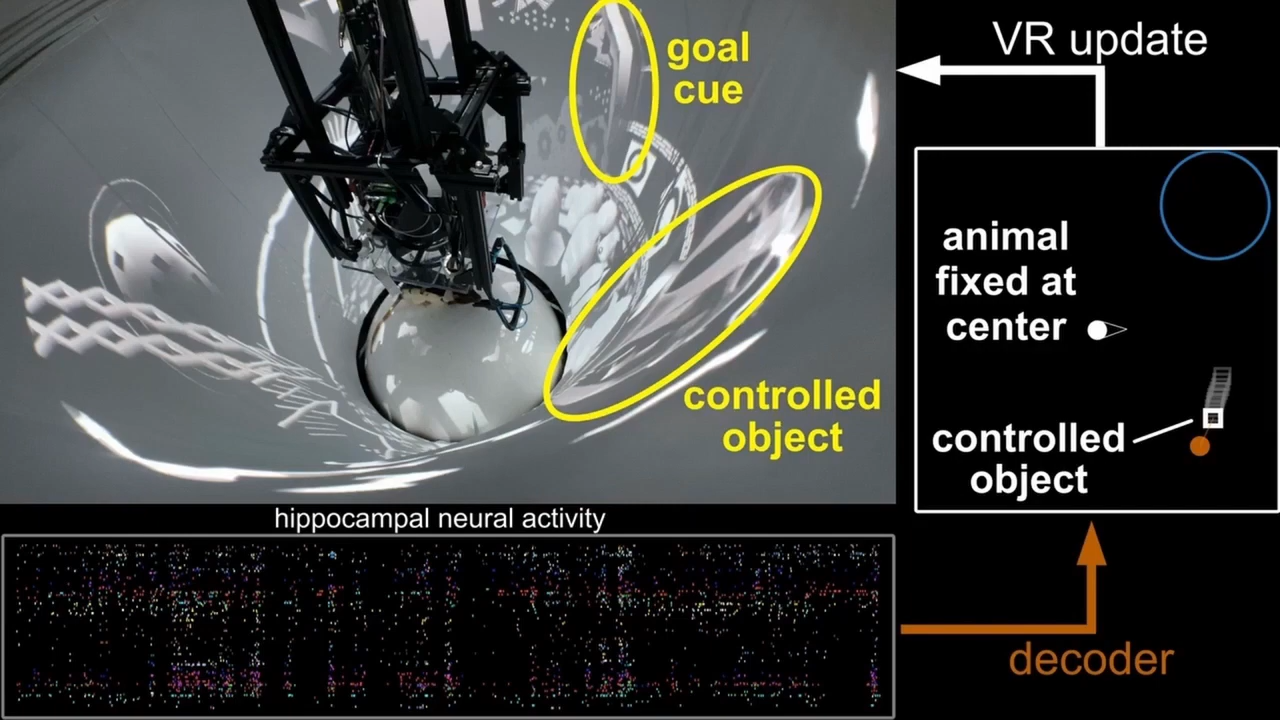 goal
cue
VR update
animal
fixed at
center
controlled
object
controlled
object
hippocampal neural activity
decoder